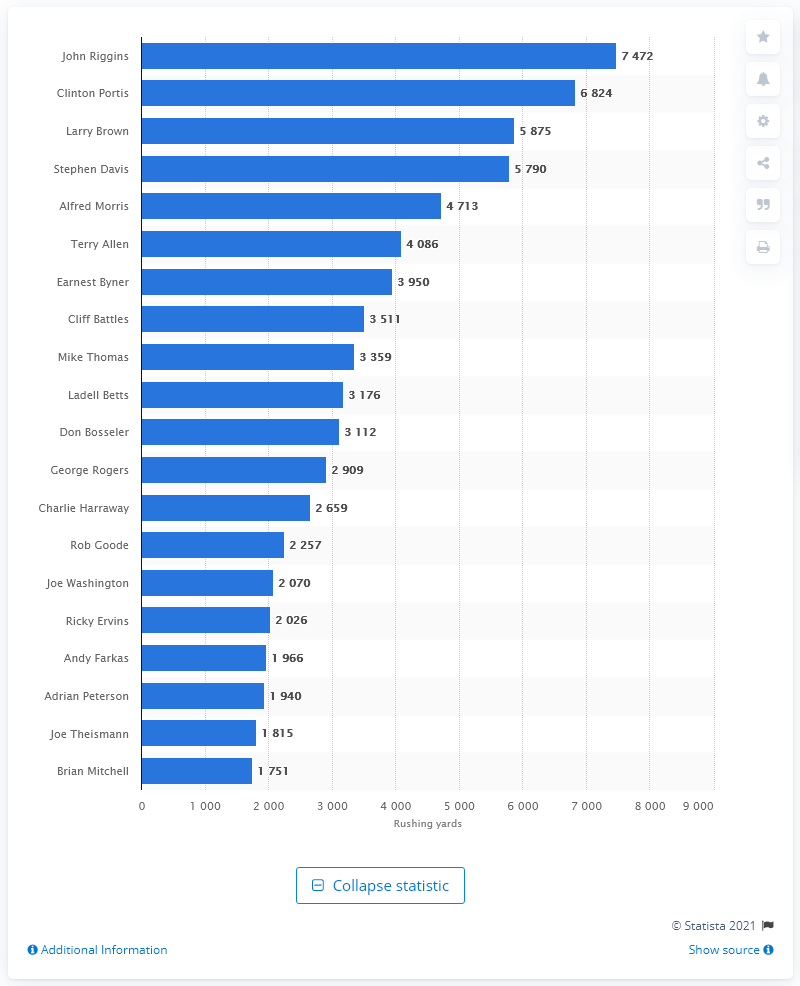 John Riggins 7 472
Clinton Portis 6 824
Larry Brown 5 875
Stephen Davis 5 790
Alfred Morris 4 713
Terry Allen 4 086
Earnest Byner 3 950
Cliff Battles 3 511
Mike Thomas 3 359
Ladell Betts 3 176
Don Bosseler 3 112
George Rogers 2 909
Charlie Harraway 2 659
Rob Goode 2 257
Joe Washington 2 070
Ricky Ervins 2 026
Andy Farkas 1 966
Adrian Peterson 1 940
Joe Theismann 1 815
Brian Mitchell 1 751
0 1 000 2 000 3 000 4 000 5 000 6 000 7 000 8 000 9 000
Rushing yards
Collapse statistic
© Statista 2021
Additional Information Show source